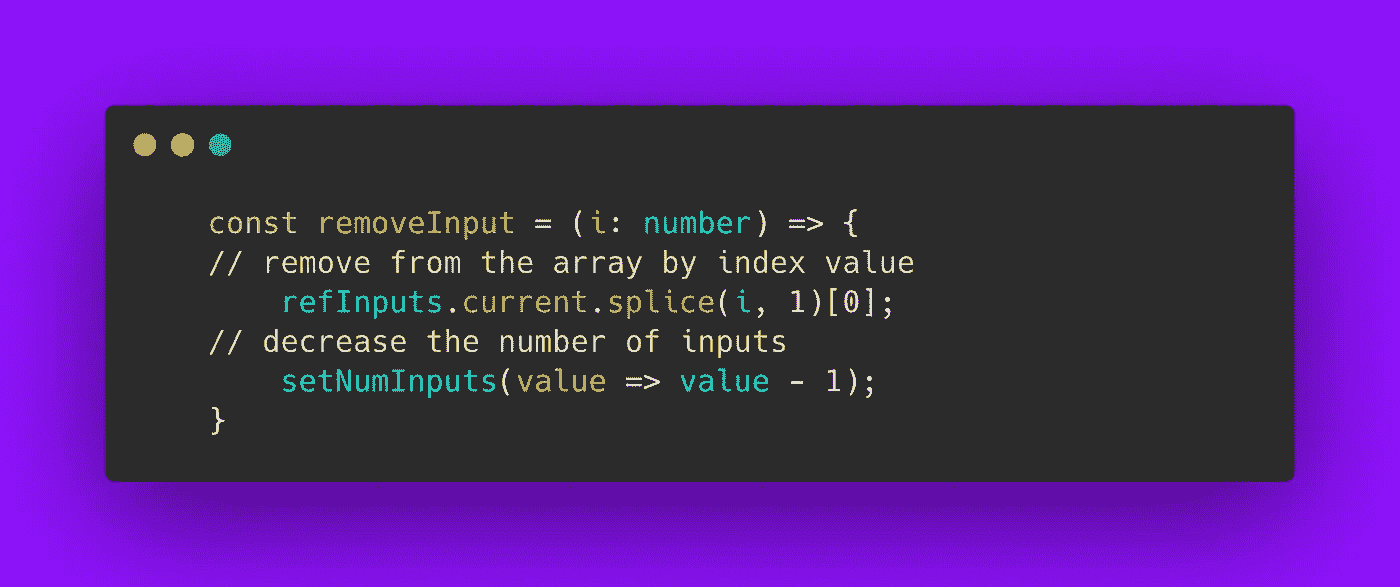 const removeInput = (i: number) => {
// remove from the array by index value
    refInputs.current.splice(i, 1)[0];
// decrease the number of inputs
    setNumInputs(value => value - 1);
}